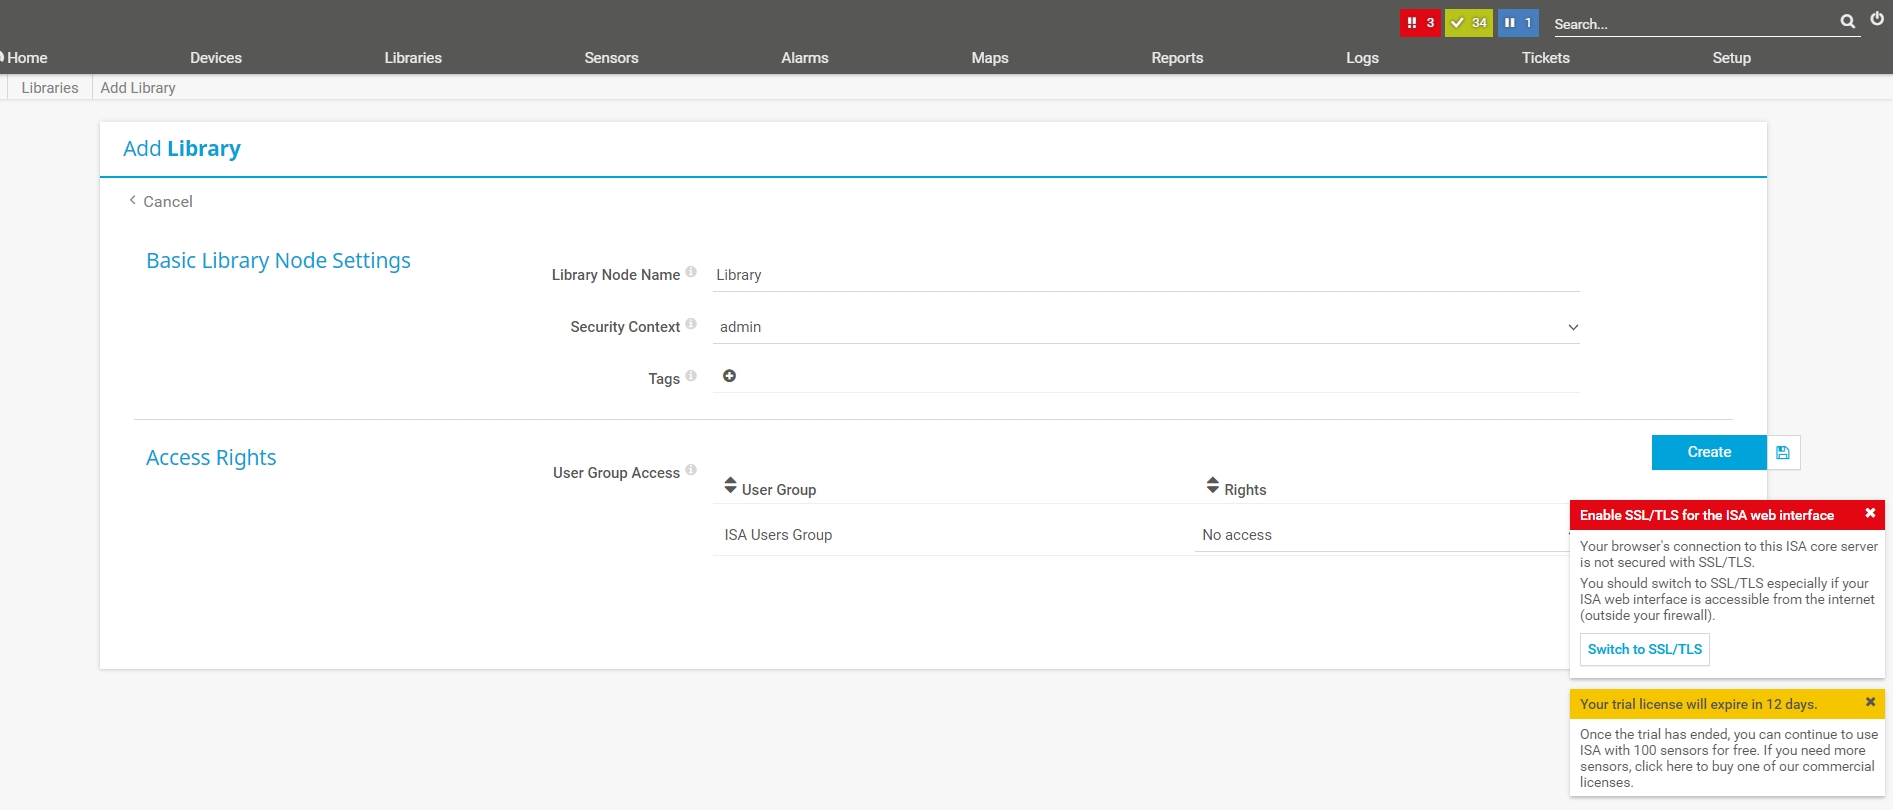 3 34 1 Search...
Home Devices Libraries Sensors Alarms Maps Reports Logs Tickets Setup
Libraries Add Library
Add Library
Cancel
Basic Library Node Settings
Library Node Name Library
Security Context admin
Tags
Access Rights
Create
User Group Access
User Group Rights
ISA Users Group No access
Enable SSL/TLS for the ISA web interface
Your browser's connection to this ISA core server
is not secured with SSL/TLS.
You should switch to SSL/TLS especially if your
ISA web interface is accessible from the internet
(outside your firewall).
Switch to SSL/TLS
Your trial license will expire in 12 days.
Once the trial has ended, you can continue to use
ISA with 100 sensors for free. If you need more
sensors, click here to buy one of our commercial
licenses.